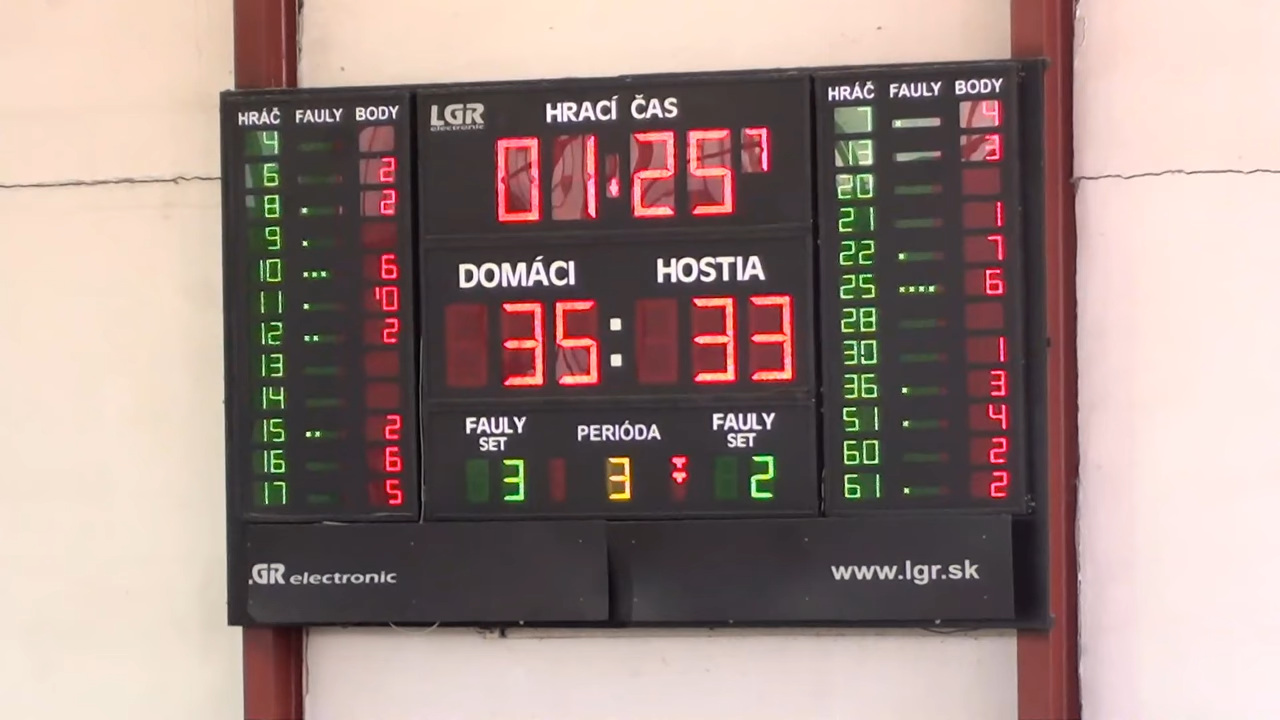 HRÁČ FAULY BODY
4
6 2
8 2
9
10 6
11 10
12 2
13
14
15 2
16 6
17 5
LGR
electronic
HRACÍ ČAS
01:25 7
DOMÁCI HOSTIA
35:33
FAULY SET PERIÓDA FAULY SET
3 3 2
HRÁČ FAULY BODY
7 4
13 3
20
21 1
22 7
25 6
28
30 1
36 3
51 4
60 2
61 2
LGR electronic
www.lgr.sk